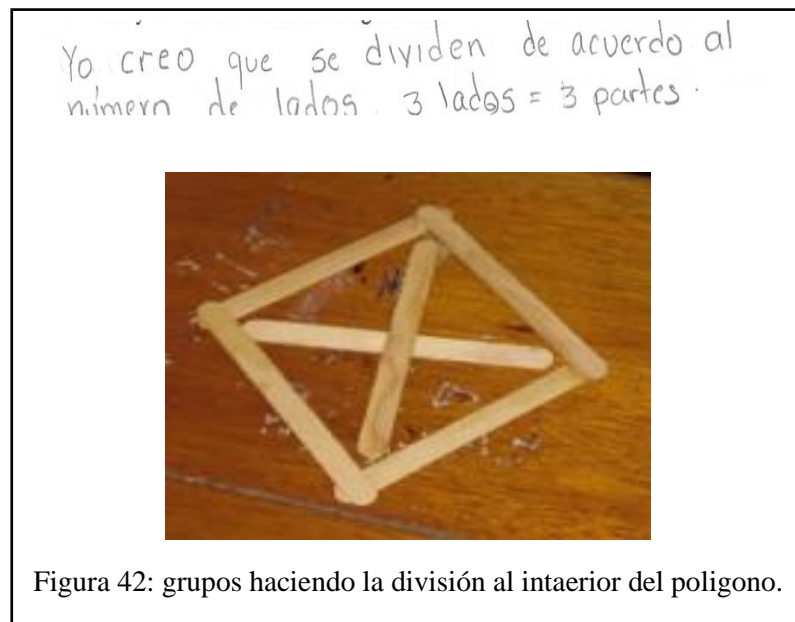 Yo creo que se dividen de acuerdo al
número de lados. 3 lados = 3 partes.
Figura 42: grupos haciendo la división al intaerior del poligono.